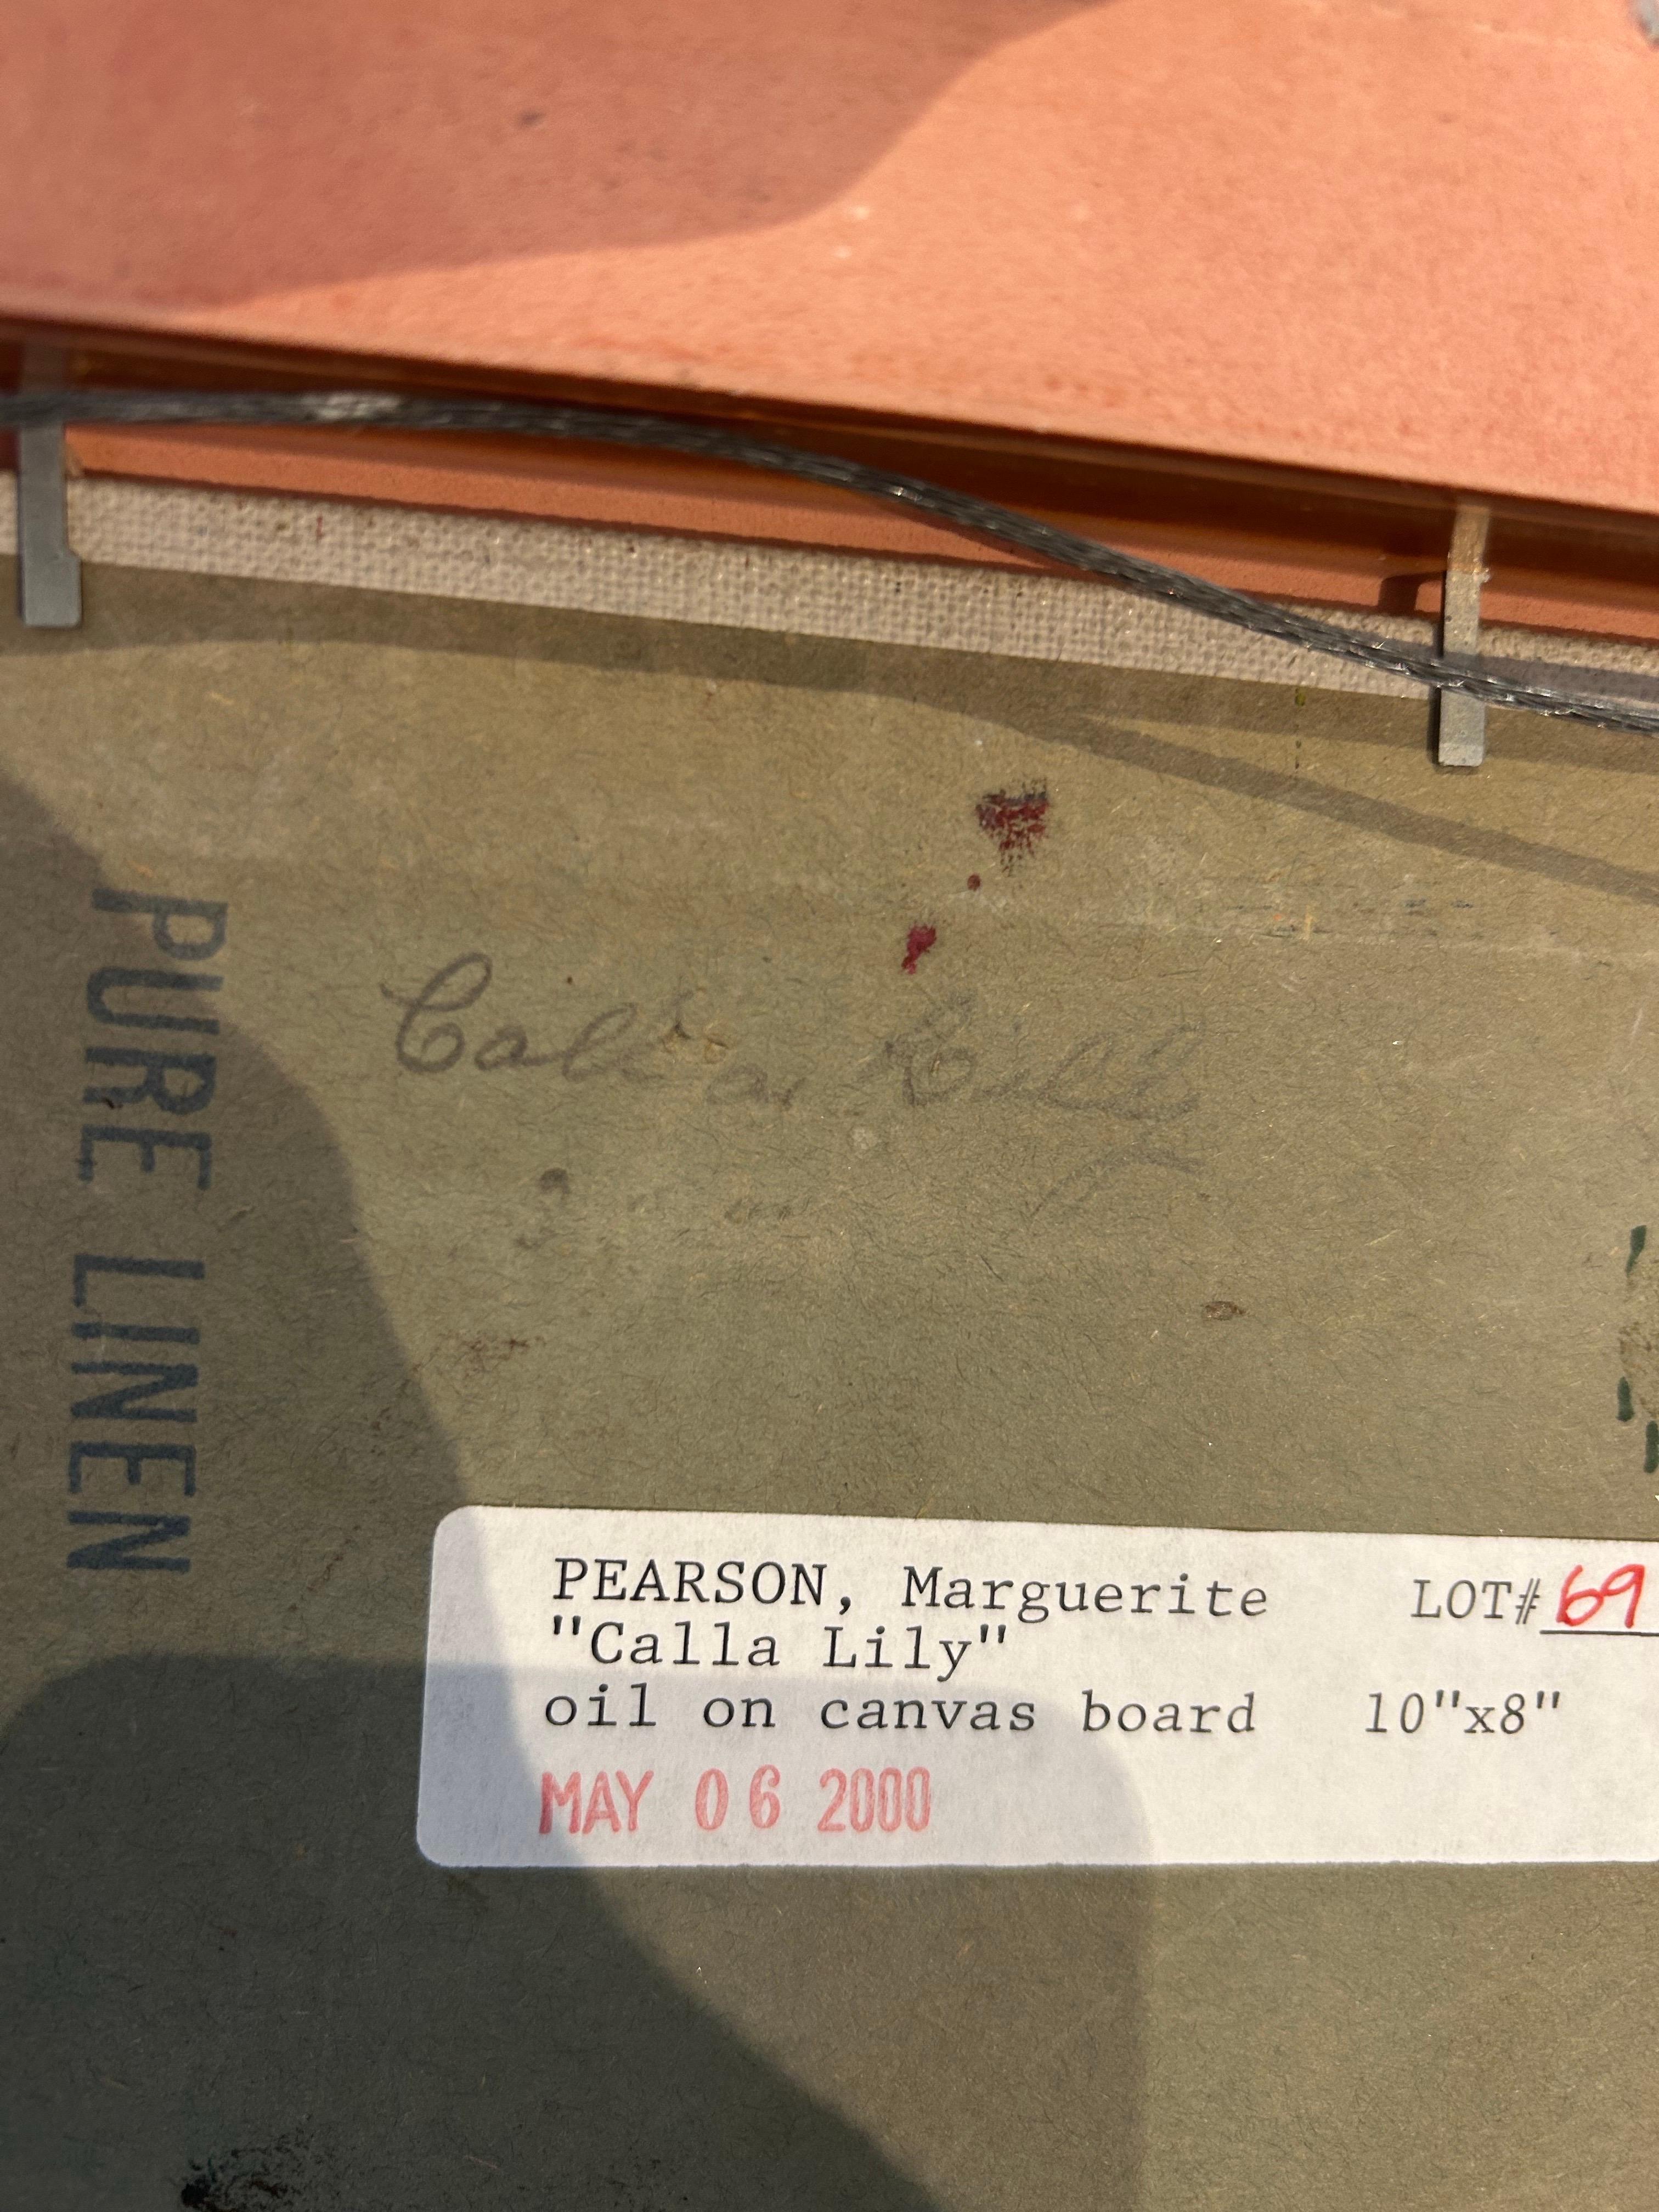 PURE LINEN
Calla Lily
PEARSON, Marguerite LOT# 69
"Calla Lily"
oil on canvas board 10"x8"
MAY 06 2000